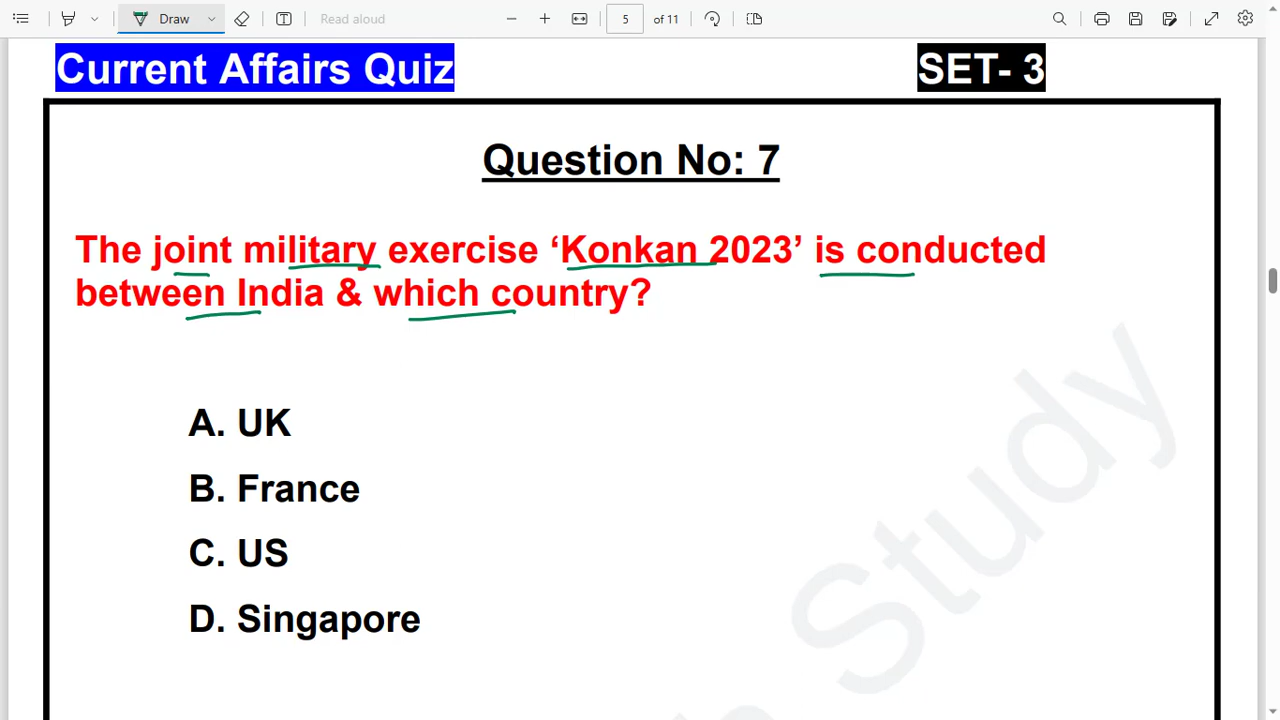 Draw
Read aloud
5
of 11
Current Affairs Quiz
SET- 3
Question No: 7
The joint military exercise ‘Konkan 2023’ is conducted
between India & which country?
A. UK
B. France
C. US
D. Singapore
Study